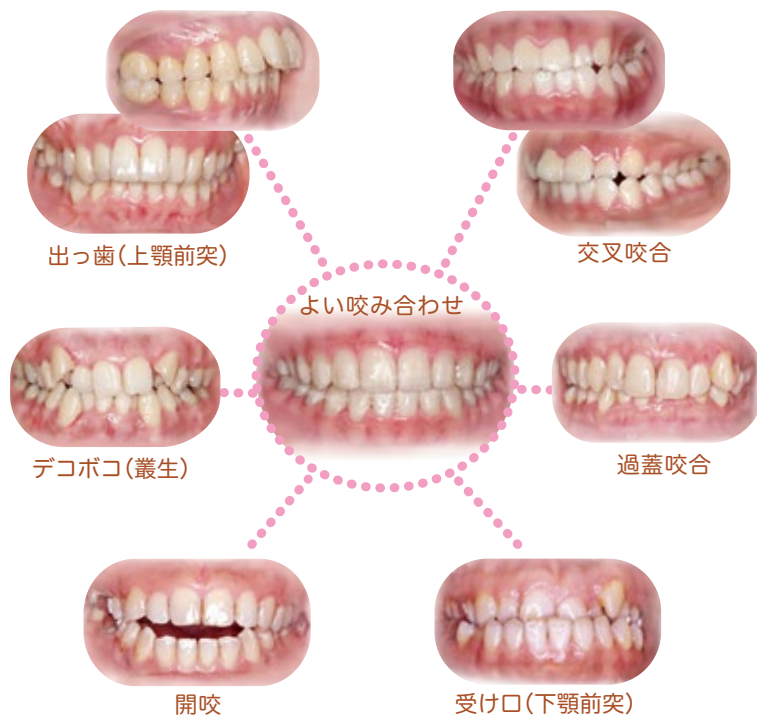 出っ歯（上顎前突）
交叉咬合
よい咬み合わせ
デコボコ（叢生）
過蓋咬合
開咬
受け口（下顎前突）